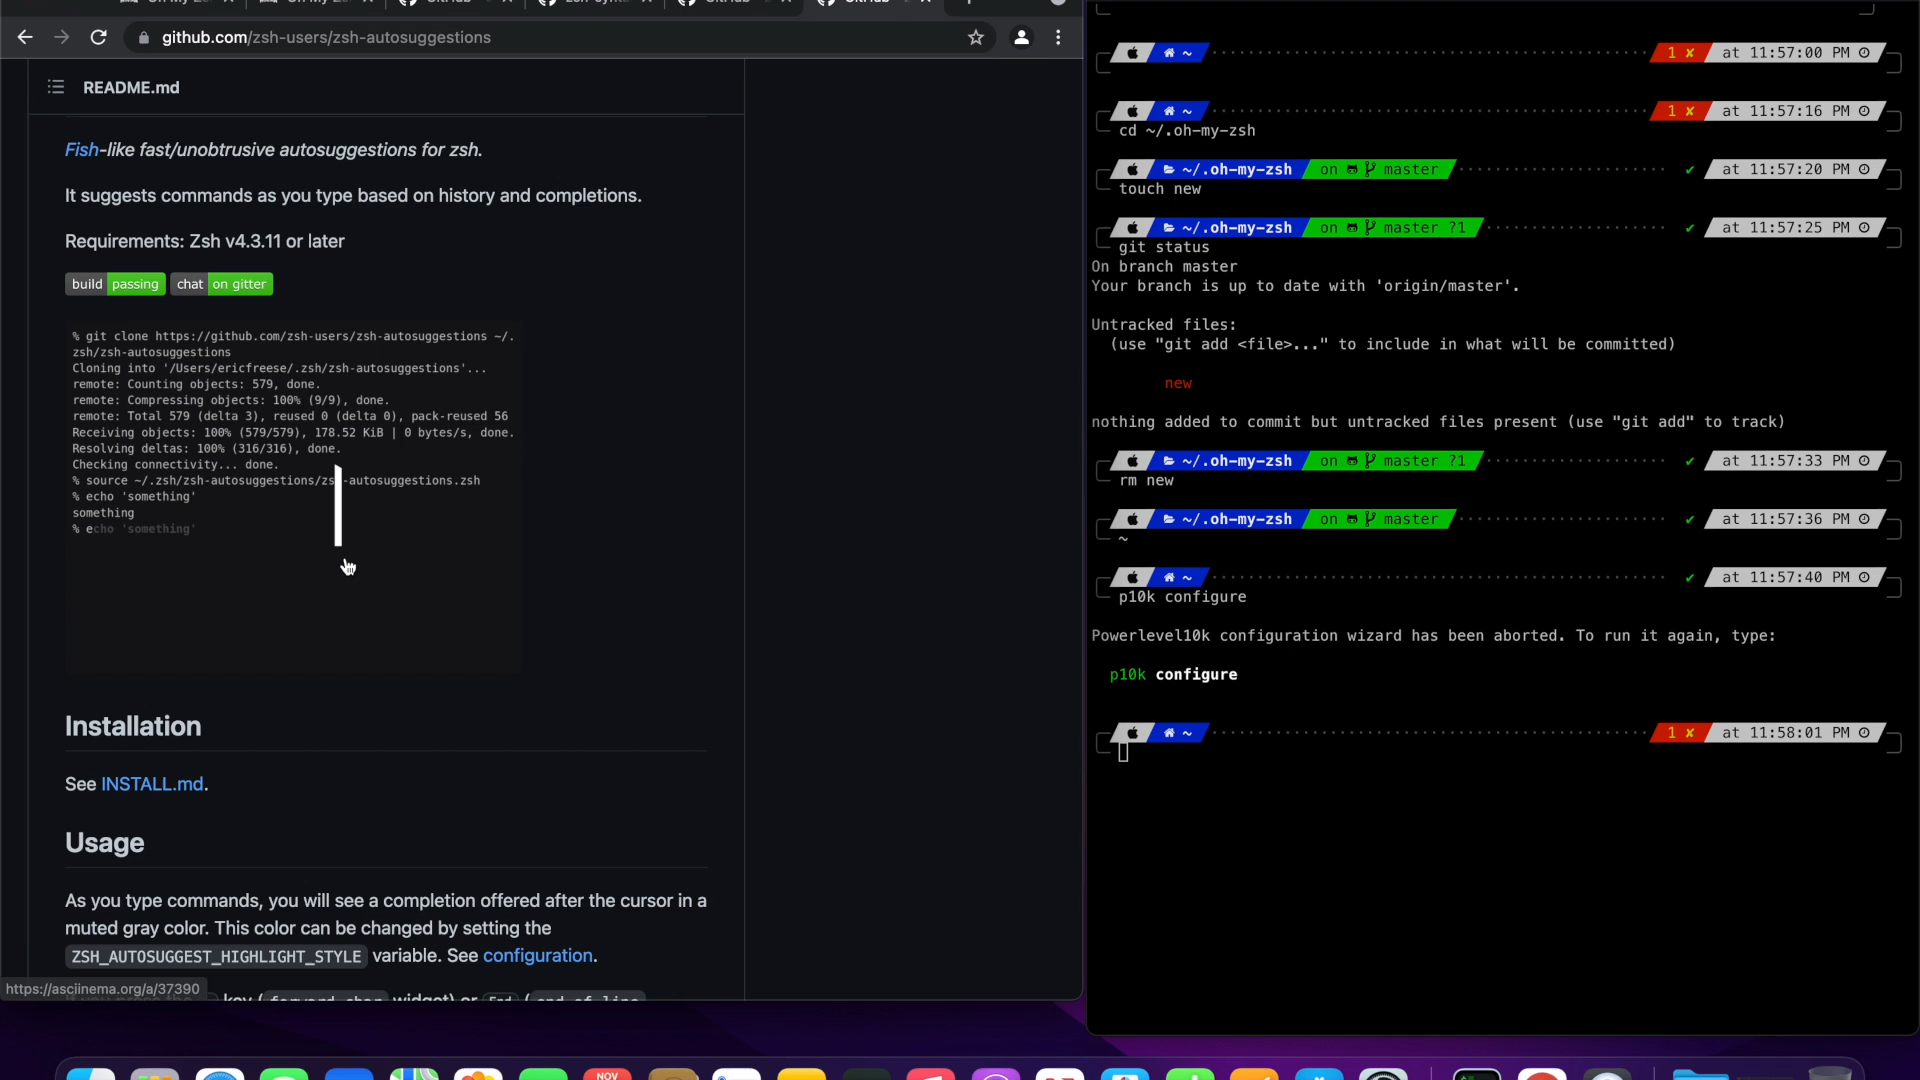 github.com/zsh-users/zsh-autosuggestions
README.md
Fish-like fast/unobtrusive autosuggestions for zsh.
It suggests commands as you type based on history and completions.
Requirements: Zsh v4.3.11 or later
build passing chat on gitter
% git clone https://github.com/zsh-users/zsh-autosuggestions ~/.
zsh/zsh-autosuggestions
Cloning into '/Users/ericfreese/.zsh/zsh-autosuggestions'...
remote: Counting objects: 579, done.
remote: Compressing objects: 100% (9/9), done.
remote: Total 579 (delta 3), reused 0 (delta 0), pack-reused 56
Receiving objects: 100% (579/579), 178.52 KiB | 0 bytes/s, done.
Resolving deltas: 100% (316/316), done.
Checking connectivity... done.
% source ~/.zsh/zsh-autosuggestions/zs -autosuggestions.zsh
% echo 'something'
something
% echo 'something'
Installation
See INSTALL.md.
Usage
As you type commands, you will see a completion offered after the cursor in a
muted gray color. This color can be changed by setting the
ZSH_AUTOSUGGEST_HIGHLIGHT_STYLE variable. See configuration.
https://asciinema.org/a/37390
~ 1 ✘ at 11:57:00 PM
~ 1 ✘ at 11:57:16 PM
cd ~/.oh-my-zsh
~/.oh-my-zsh on master ✔ at 11:57:20 PM
touch new
~/.oh-my-zsh on master ?1 ✔ at 11:57:25 PM
git status
On branch master
Your branch is up to date with 'origin/master'.
Untracked files:
(use "git add <file>..." to include in what will be committed)
new
nothing added to commit but untracked files present (use "git add" to track)
~/.oh-my-zsh on master ?1 ✔ at 11:57:33 PM
rm new
~/.oh-my-zsh on master ✔ at 11:57:36 PM
~
~ ✔ at 11:57:40 PM
p10k configure
Powerlevel10k configuration wizard has been aborted. To run it again, type:
p10k configure
~ 1 ✘ at 11:58:01 PM
NOV